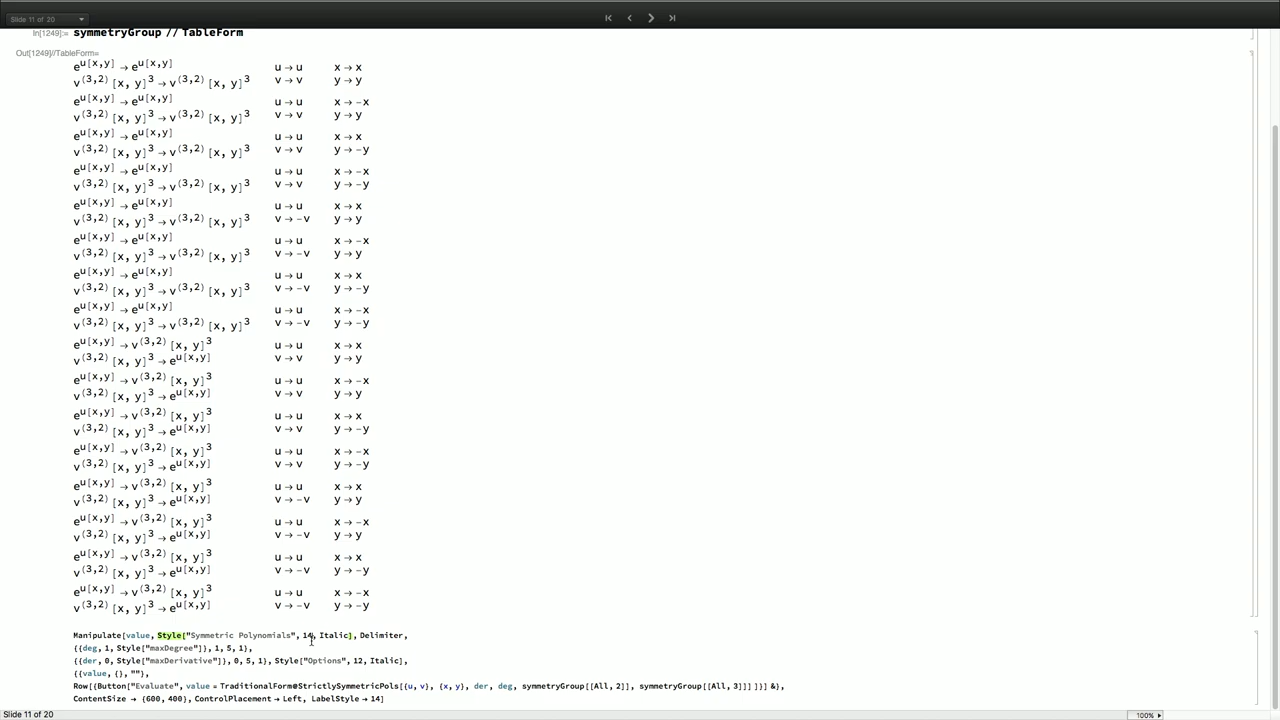 Slide 11 of 20
In[1249]:= symmetryGroup // TableForm
Out[1249]//TableForm=
e^u[x,y] → e^u[x,y] u → u x → x
v^(3,2) [x, y]^3 → v^(3,2) [x, y]^3 v → v y → y
e^u[x,y] → e^u[x,y] u → u x → -x
v^(3,2) [x, y]^3 → v^(3,2) [x, y]^3 v → v y → y
e^u[x,y] → e^u[x,y] u → u x → x
v^(3,2) [x, y]^3 → v^(3,2) [x, y]^3 v → v y → -y
e^u[x,y] → e^u[x,y] u → u x → -x
v^(3,2) [x, y]^3 → v^(3,2) [x, y]^3 v → v y → -y
e^u[x,y] → e^u[x,y] u → u x → x
v^(3,2) [x, y]^3 → v^(3,2) [x, y]^3 v → -v y → y
e^u[x,y] → e^u[x,y] u → u x → -x
v^(3,2) [x, y]^3 → v^(3,2) [x, y]^3 v → -v y → y
e^u[x,y] → e^u[x,y] u → u x → x
v^(3,2) [x, y]^3 → v^(3,2) [x, y]^3 v → -v y → -y
e^u[x,y] → e^u[x,y] u → u x → -x
v^(3,2) [x, y]^3 → v^(3,2) [x, y]^3 v → -v y → -y
e^u[x,y] → v^(3,2) [x, y]^3 u → u x → x
v^(3,2) [x, y]^3 → e^u[x,y] v → v y → y
e^u[x,y] → v^(3,2) [x, y]^3 u → u x → -x
v^(3,2) [x, y]^3 → e^u[x,y] v → v y → y
e^u[x,y] → v^(3,2) [x, y]^3 u → u x → x
v^(3,2) [x, y]^3 → e^u[x,y] v → v y → -y
e^u[x,y] → v^(3,2) [x, y]^3 u → u x → -x
v^(3,2) [x, y]^3 → e^u[x,y] v → v y → -y
e^u[x,y] → v^(3,2) [x, y]^3 u → u x → x
v^(3,2) [x, y]^3 → e^u[x,y] v → -v y → y
e^u[x,y] → v^(3,2) [x, y]^3 u → u x → -x
v^(3,2) [x, y]^3 → e^u[x,y] v → -v y → y
e^u[x,y] → v^(3,2) [x, y]^3 u → u x → x
v^(3,2) [x, y]^3 → e^u[x,y] v → -v y → -y
e^u[x,y] → v^(3,2) [x, y]^3 u → u x → -x
v^(3,2) [x, y]^3 → e^u[x,y] v → -v y → -y
Manipulate[value, Style["Symmetric Polynomials", 14, Italic], Delimiter,
{{deg, 1, Style["maxDegree"]}, 1, 5, 1},
{{der, 0, Style["maxDerivative"]}, 0, 5, 1}, Style["Options", 12, Italic],
{{value, {}, ""},
Row[{Button["Evaluate", value = TraditionalForm@StrictlySymmetricPols[{u, v}, {x, y}, der, deg, symmetryGroup[[All, 2]], symmetryGroup[[All, 3]]] ]}] &},
ContentSize → {600, 400}, ControlPlacement → Left, LabelStyle → 14]
Slide 11 of 20 100%